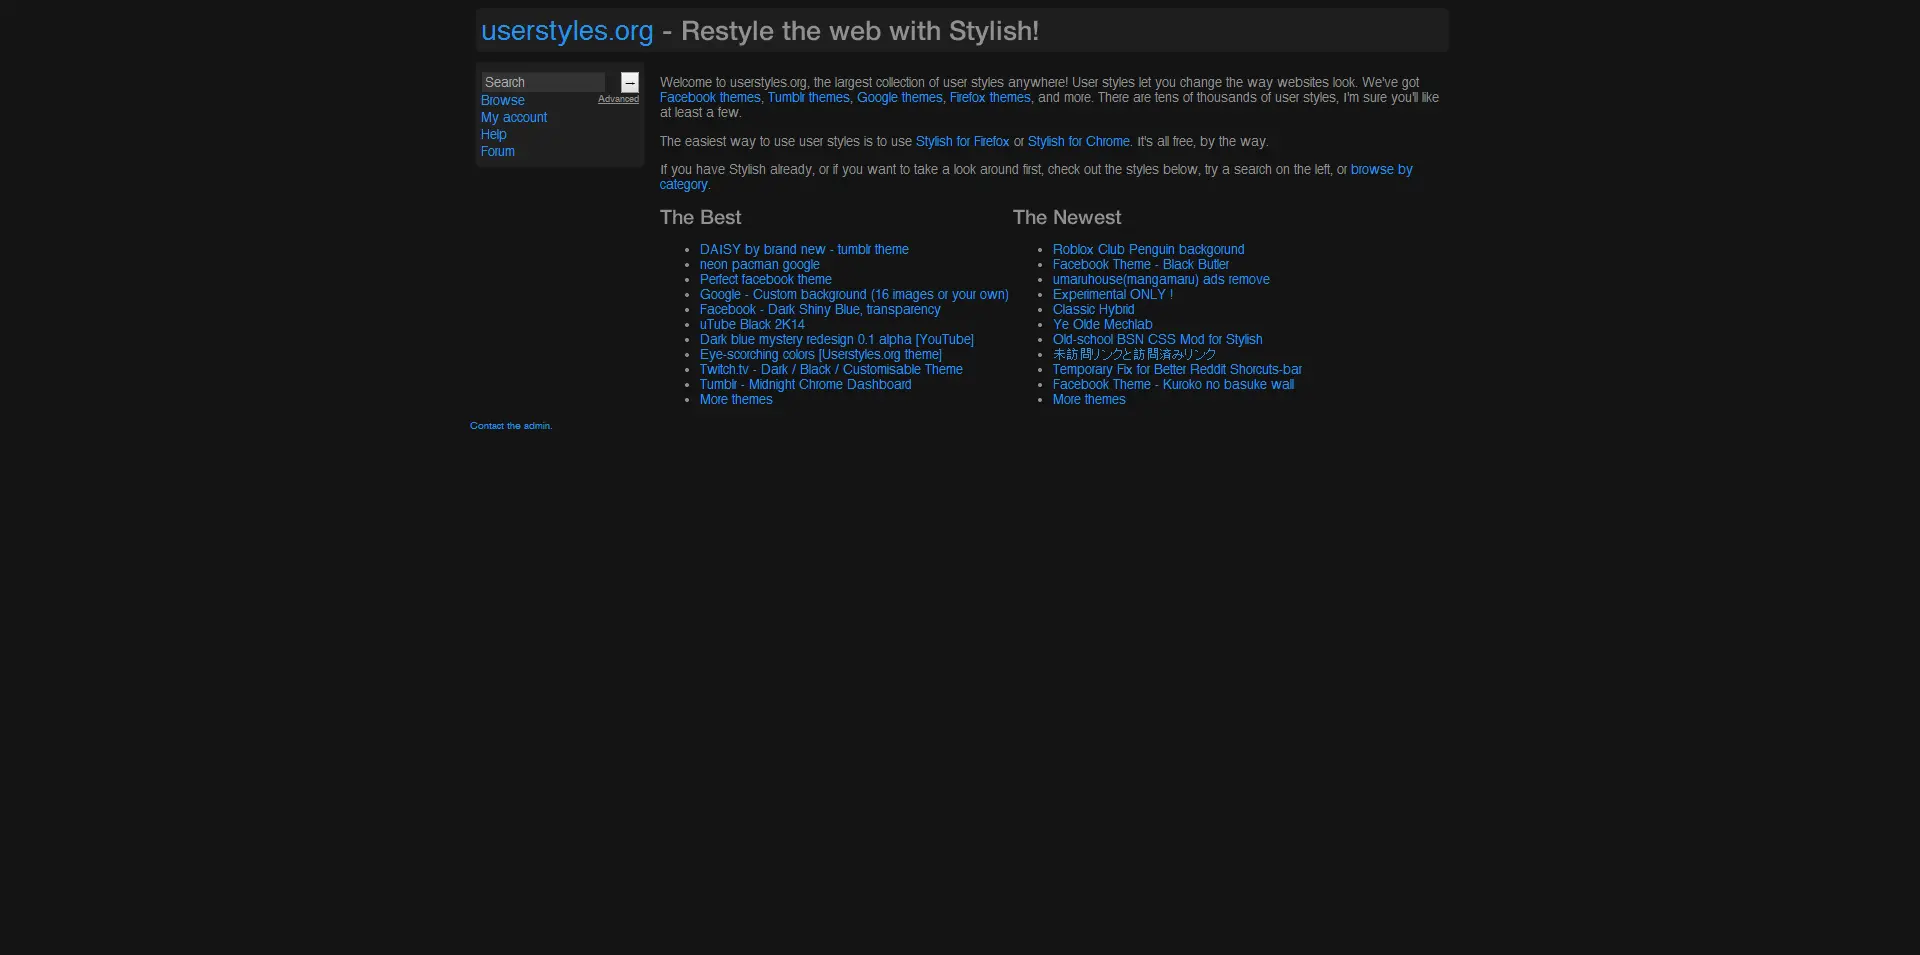 userstyles.org - Restyle the web with Stylish!
Search →
Browse Advanced
My account
Help
Forum
Welcome to userstyles.org, the largest collection of user styles anywhere! User styles let you change the way websites look. We've got
Facebook themes, Tumblr themes, Google themes, Firefox themes, and more. There are tens of thousands of user styles, I'm sure you'll like
at least a few.
The easiest way to use user styles is to use Stylish for Firefox or Stylish for Chrome. It's all free, by the way.
If you have Stylish already, or if you want to take a look around first, check out the styles below, try a search on the left, or browse by
category.
The Best
DAISY by brand new - tumblr theme
neon pacman google
Perfect facebook theme
Google - Custom background (16 images or your own)
Facebook - Dark Shiny Blue, transparency
uTube Black 2K14
Dark blue mystery redesign 0.1 alpha [YouTube]
Eye-scorching colors [Userstyles.org theme]
Twitch.tv - Dark / Black / Customisable Theme
Tumblr - Midnight Chrome Dashboard
More themes
The Newest
Roblox Club Penguin backgorund
Facebook Theme - Black Butler
umaruhouse(mangamaru) ads remove
Experimental ONLY !
Classic Hybrid
Ye Olde Mechlab
Old-school BSN CSS Mod for Stylish
未訪問リンクと訪問済みリンク
Temporary Fix for Better Reddit Shorcuts-bar
Facebook Theme - Kuroko no basuke wall
More themes
Contact the admin.